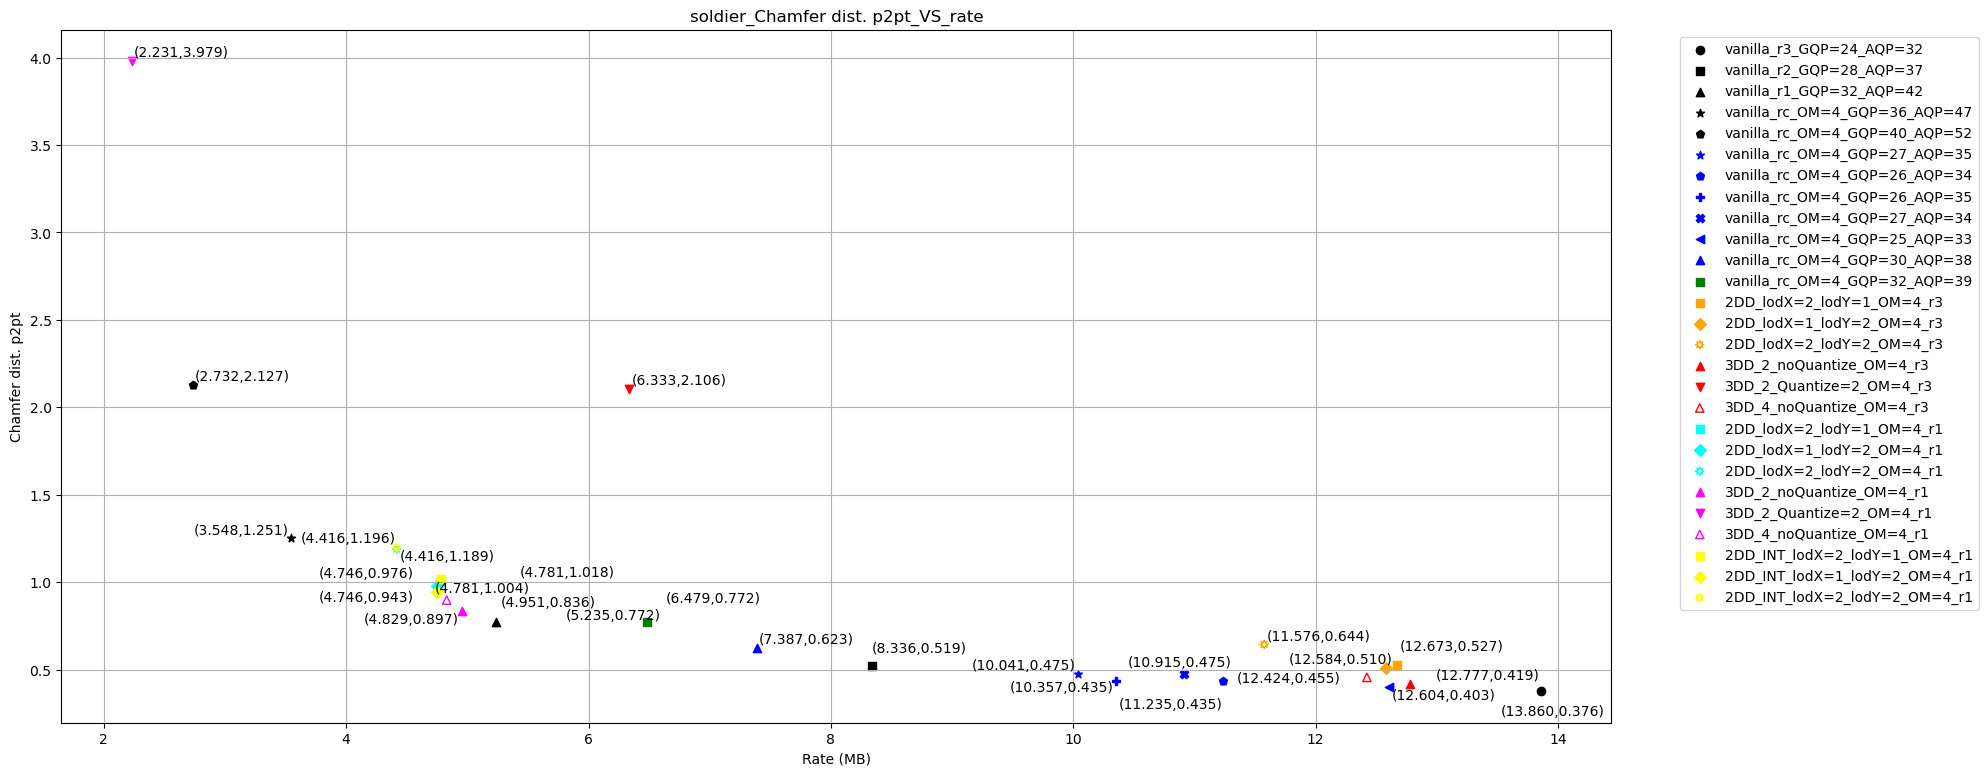 soldier_Chamfer dist. p2pt_VS_rate
Chamfer dist. p2pt
4.0
3.5
3.0
2.5
2.0
1.5
1.0
0.5
(2.231,3.979)
(2.732,2.127)
(6.333,2.106)
(3.548,1.251)
(4.416,1.196)
(4.416,1.189)
(4.746,0.976)
(4.781,1.018)
(4.781,1.004)
(4.746,0.943)
(4.951,0.836)
(6.479,0.772)
(4.829,0.897)
(5.235,0.772)
(7.387,0.623)
(8.336,0.519)
(10.041,0.475)
(10.357,0.435)
(10.915,0.475)
(11.235,0.435)
(11.576,0.644)
(12.584,0.510)
(12.673,0.527)
(12.424,0.455)
(12.777,0.419)
(12.604,0.403)
(13.860,0.376)
2
4
6
8
10
12
14
Rate (MB)
vanilla_r3_GQP=24_AQP=32
vanilla_r2_GQP=28_AQP=37
vanilla_r1_GQP=32_AQP=42
vanilla_rc_OM=4_GQP=36_AQP=47
vanilla_rc_OM=4_GQP=40_AQP=52
vanilla_rc_OM=4_GQP=27_AQP=35
vanilla_rc_OM=4_GQP=26_AQP=34
vanilla_rc_OM=4_GQP=26_AQP=35
vanilla_rc_OM=4_GQP=27_AQP=34
vanilla_rc_OM=4_GQP=25_AQP=33
vanilla_rc_OM=4_GQP=30_AQP=38
vanilla_rc_OM=4_GQP=32_AQP=39
2DD_lodX=2_lodY=1_OM=4_r3
2DD_lodX=1_lodY=2_OM=4_r3
2DD_lodX=2_lodY=2_OM=4_r3
3DD_2_noQuantize_OM=4_r3
3DD_2_Quantize=2_OM=4_r3
3DD_4_noQuantize_OM=4_r3
2DD_lodX=2_lodY=1_OM=4_r1
2DD_lodX=1_lodY=2_OM=4_r1
2DD_lodX=2_lodY=2_OM=4_r1
3DD_2_noQuantize_OM=4_r1
3DD_2_Quantize=2_OM=4_r1
3DD_4_noQuantize_OM=4_r1
2DD_INT_lodX=2_lodY=1_OM=4_r1
2DD_INT_lodX=1_lodY=2_OM=4_r1
2DD_INT_lodX=2_lodY=2_OM=4_r1